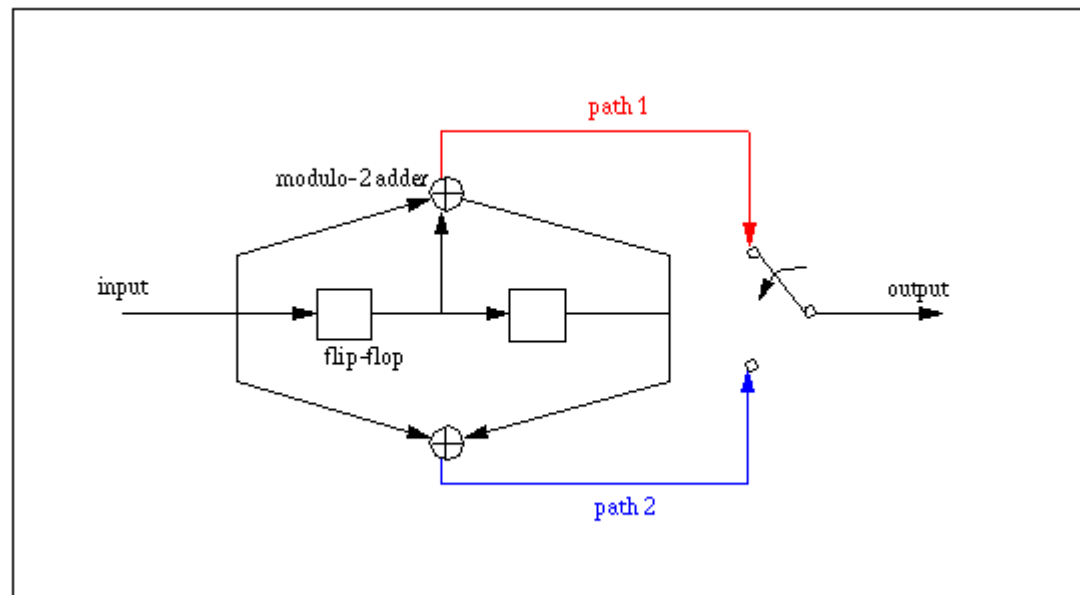 path 1
modulo-2 adder
input
output
flip-flop
path 2